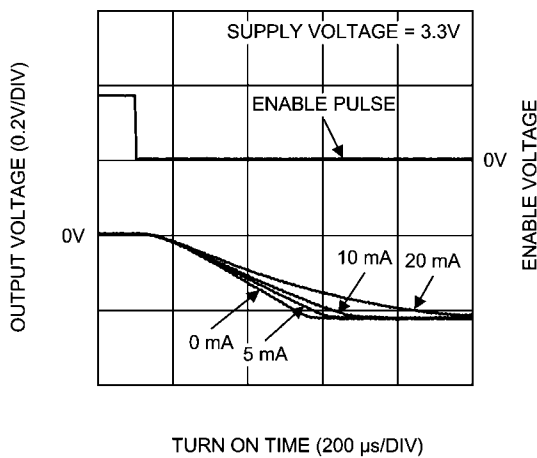 SUPPLY VOLTAGE = 3.3V
ENABLE PULSE
0V
0V
10 mA
20 mA
0 mA
5 mA
OUTPUT VOLTAGE (0.2V/DIV)
ENABLE VOLTAGE
TURN ON TIME (200 µs/DIV)